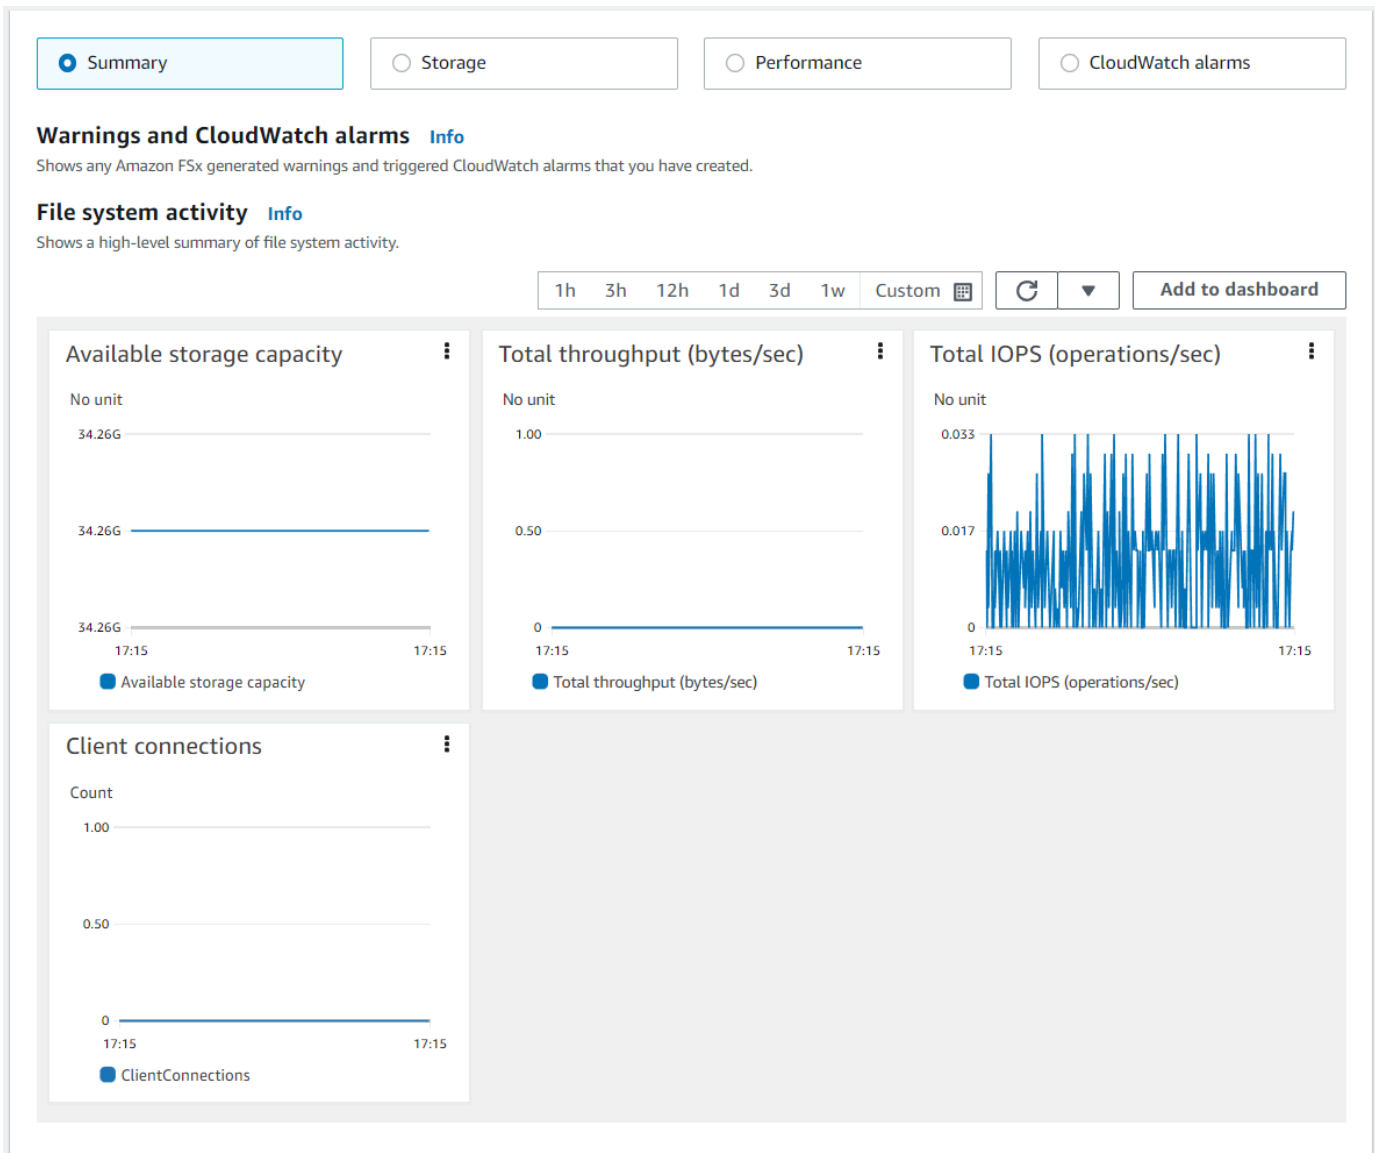 Summary
Storage
Performance
CloudWatch alarms
Warnings and CloudWatch alarms Info
Shows any Amazon FSx generated warnings and triggered CloudWatch alarms that you have created.
File system activity Info
Shows a high-level summary of file system activity.
1h 3h 12h 1d 3d 1w Custom
Add to dashboard
Available storage capacity
No unit
34.26G
34.26G
34.26G
17:15 17:15
Available storage capacity
Total throughput (bytes/sec)
No unit
1.00
0.50
0
17:15 17:15
Total throughput (bytes/sec)
Total IOPS (operations/sec)
No unit
0.033
0.017
0
17:15 17:15
Total IOPS (operations/sec)
Client connections
Count
1.00
0.50
0
17:15 17:15
ClientConnections